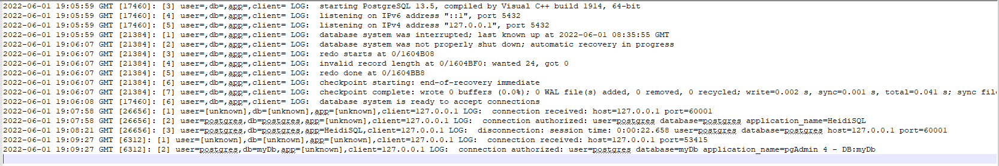 2022-06-01 19:05:59 GMT [17460]: [3] user=,db=,app=,client= LOG:  starting PostgreSQL 13.5, compiled by Visual C++ build 1914, 64-bit
2022-06-01 19:05:59 GMT [17460]: [4] user=,db=,app=,client= LOG:  listening on IPv6 address "::1", port 5432
2022-06-01 19:05:59 GMT [17460]: [5] user=,db=,app=,client= LOG:  listening on IPv4 address "127.0.0.1", port 5432
2022-06-01 19:05:59 GMT [21384]: [1] user=,db=,app=,client= LOG:  database system was interrupted; last known up at 2022-06-01 08:35:55 GMT
2022-06-01 19:06:07 GMT [21384]: [2] user=,db=,app=,client= LOG:  database system was not properly shut down; automatic recovery in progress
2022-06-01 19:06:07 GMT [21384]: [3] user=,db=,app=,client= LOG:  redo starts at 0/1604B08
2022-06-01 19:06:07 GMT [21384]: [4] user=,db=,app=,client= LOG:  invalid record length at 0/1604BF0: wanted 24, got 0
2022-06-01 19:06:07 GMT [21384]: [5] user=,db=,app=,client= LOG:  redo done at 0/1604BB8
2022-06-01 19:06:07 GMT [21384]: [6] user=,db=,app=,client= LOG:  checkpoint starting: end-of-recovery immediate
2022-06-01 19:06:07 GMT [21384]: [7] user=,db=,app=,client= LOG:  checkpoint complete: wrote 0 buffers (0.0%); 0 WAL file(s) added, 0 removed, 0 recycled; write=0.002 s, sync=0.001 s, total=0.041 s; sync fil
2022-06-01 19:06:08 GMT [17460]: [6] user=,db=,app=,client= LOG:  database system is ready to accept connections
2022-06-01 19:07:58 GMT [26656]: [1] user=[unknown],db=[unknown],app=[unknown],client=127.0.0.1 LOG:  connection received: host=127.0.0.1 port=60001
2022-06-01 19:07:58 GMT [26656]: [2] user=postgres,db=postgres,app=[unknown],client=127.0.0.1 LOG:  connection authorized: user=postgres database=postgres application_name=HeidiSQL
2022-06-01 19:08:21 GMT [26656]: [3] user=postgres,db=postgres,app=HeidiSQL,client=127.0.0.1 LOG:  disconnection: session time: 0:00:22.658 user=postgres database=postgres host=127.0.0.1 port=60001
2022-06-01 19:09:27 GMT [6312]: [1] user=[unknown],db=[unknown],app=[unknown],client=127.0.0.1 LOG:  connection received: host=127.0.0.1 port=53415
2022-06-01 19:09:27 GMT [6312]: [2] user=postgres,db=myDb,app=[unknown],client=127.0.0.1 LOG:  connection authorized: user=postgres database=myDb application_name=pgAdmin 4 - DB:myDb